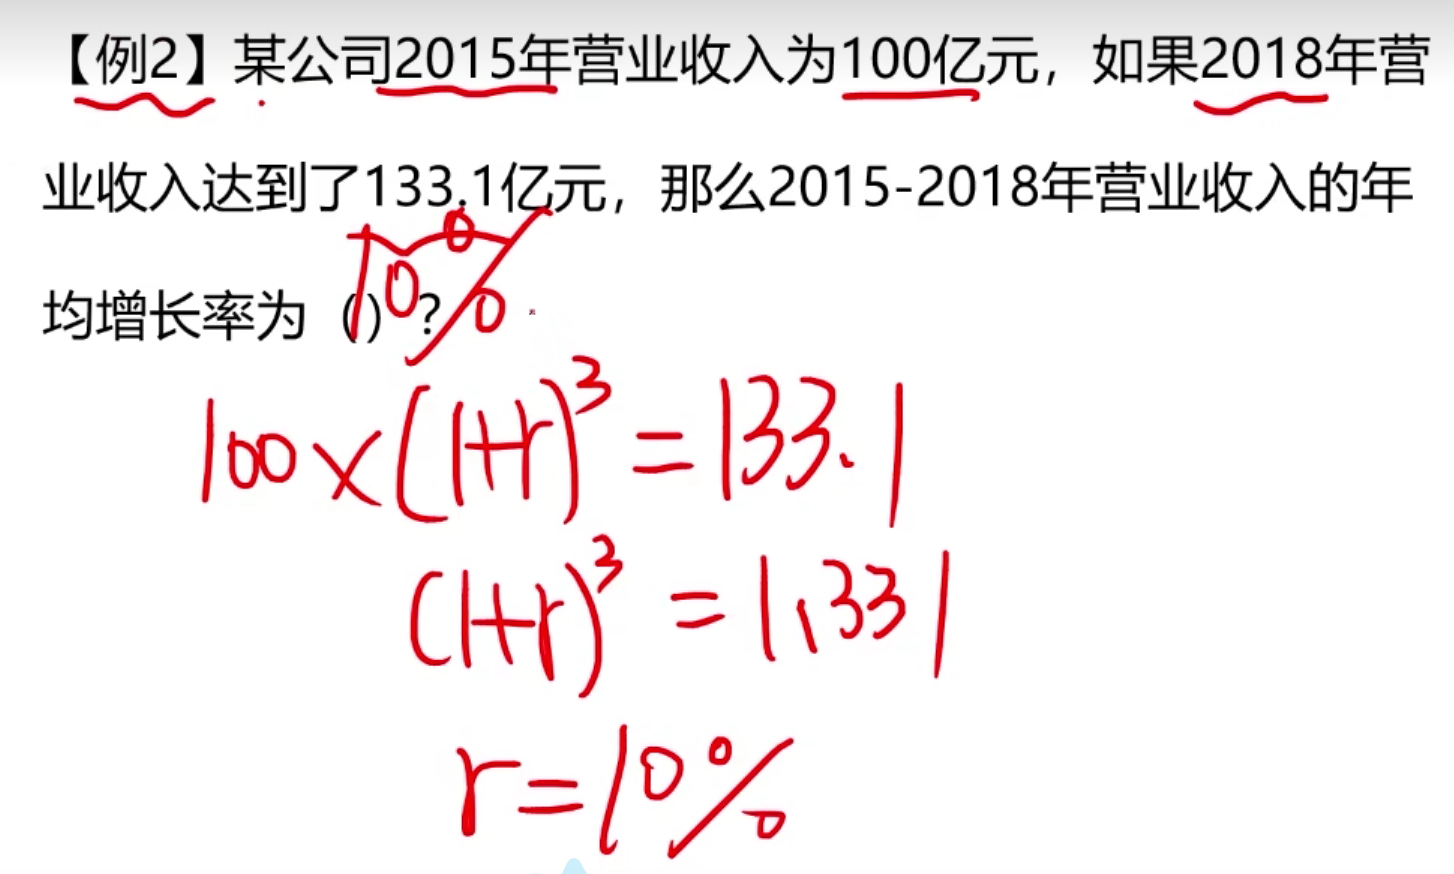 【例2】某公司2015年营业收入为100亿元，如果2018年营
业收入达到了133.1亿元，那么2015-2018年营业收入的年
均增长率为（）？
10%
100×(1+r)³=133.1
(1+r)³=1.331
r=10%